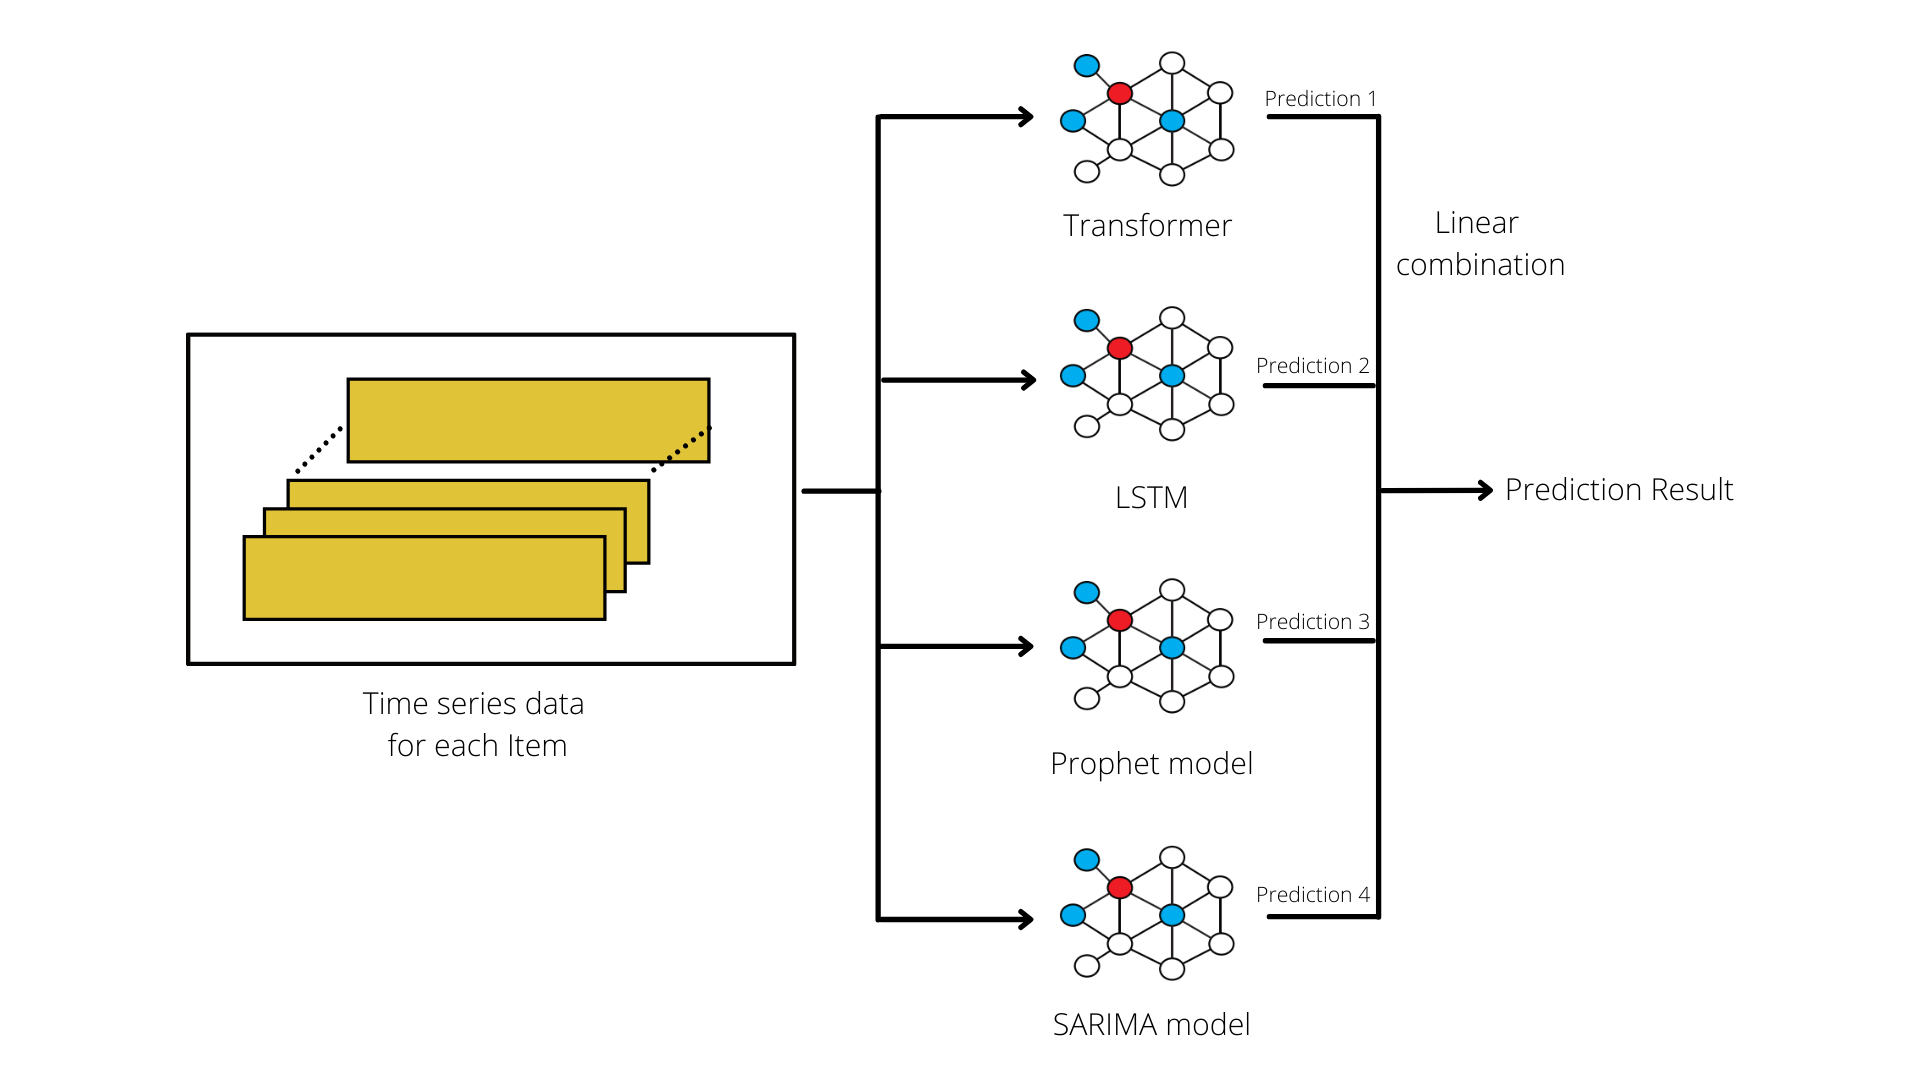 Prediction 1
Transformer
Linear
combination
Prediction 2
LSTM
Prediction Result
Prediction 3
Time series data
for each Item
Prophet model
Prediction 4
SARIMA model